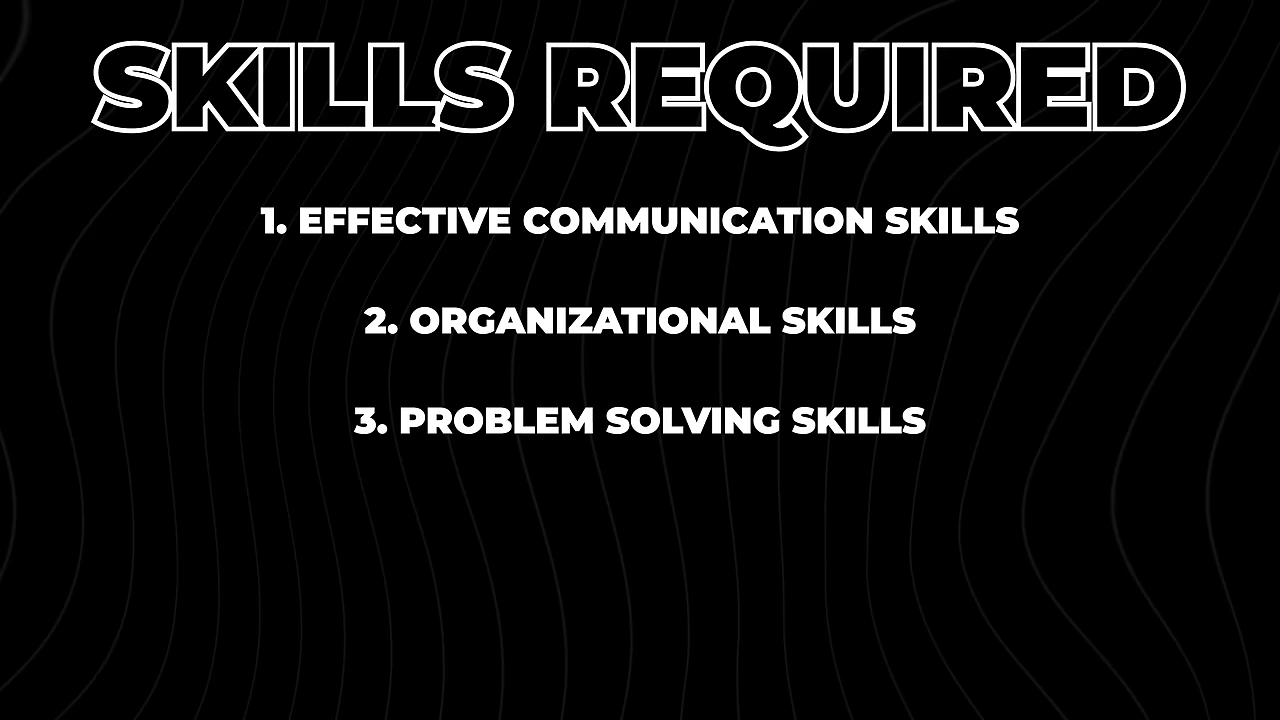 SKILLS REQUIRED
1. EFFECTIVE COMMUNICATION SKILLS
2. ORGANIZATIONAL SKILLS
3. PROBLEM SOLVING SKILLS